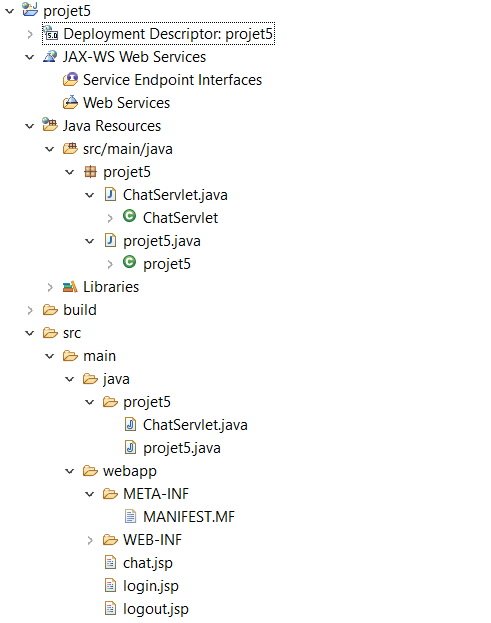 projet5
Deployment Descriptor: projet5
JAX-WS Web Services
Service Endpoint Interfaces
Web Services
Java Resources
src/main/java
projet5
ChatServlet.java
ChatServlet
projet5.java
projet5
Libraries
build
src
main
java
projet5
ChatServlet.java
projet5.java
webapp
META-INF
MANIFEST.MF
WEB-INF
chat.jsp
login.jsp
logout.jsp